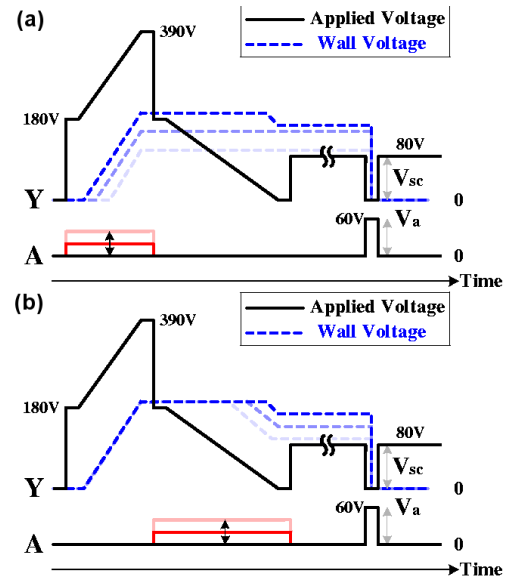 (a)
Applied Voltage
Wall Voltage
390V
180V
80V
Vsc
Y
0
60V
Va
A
0
Time
(b)
Applied Voltage
Wall Voltage
390V
180V
80V
Vsc
Y
0
60V
Va
A
0
Time